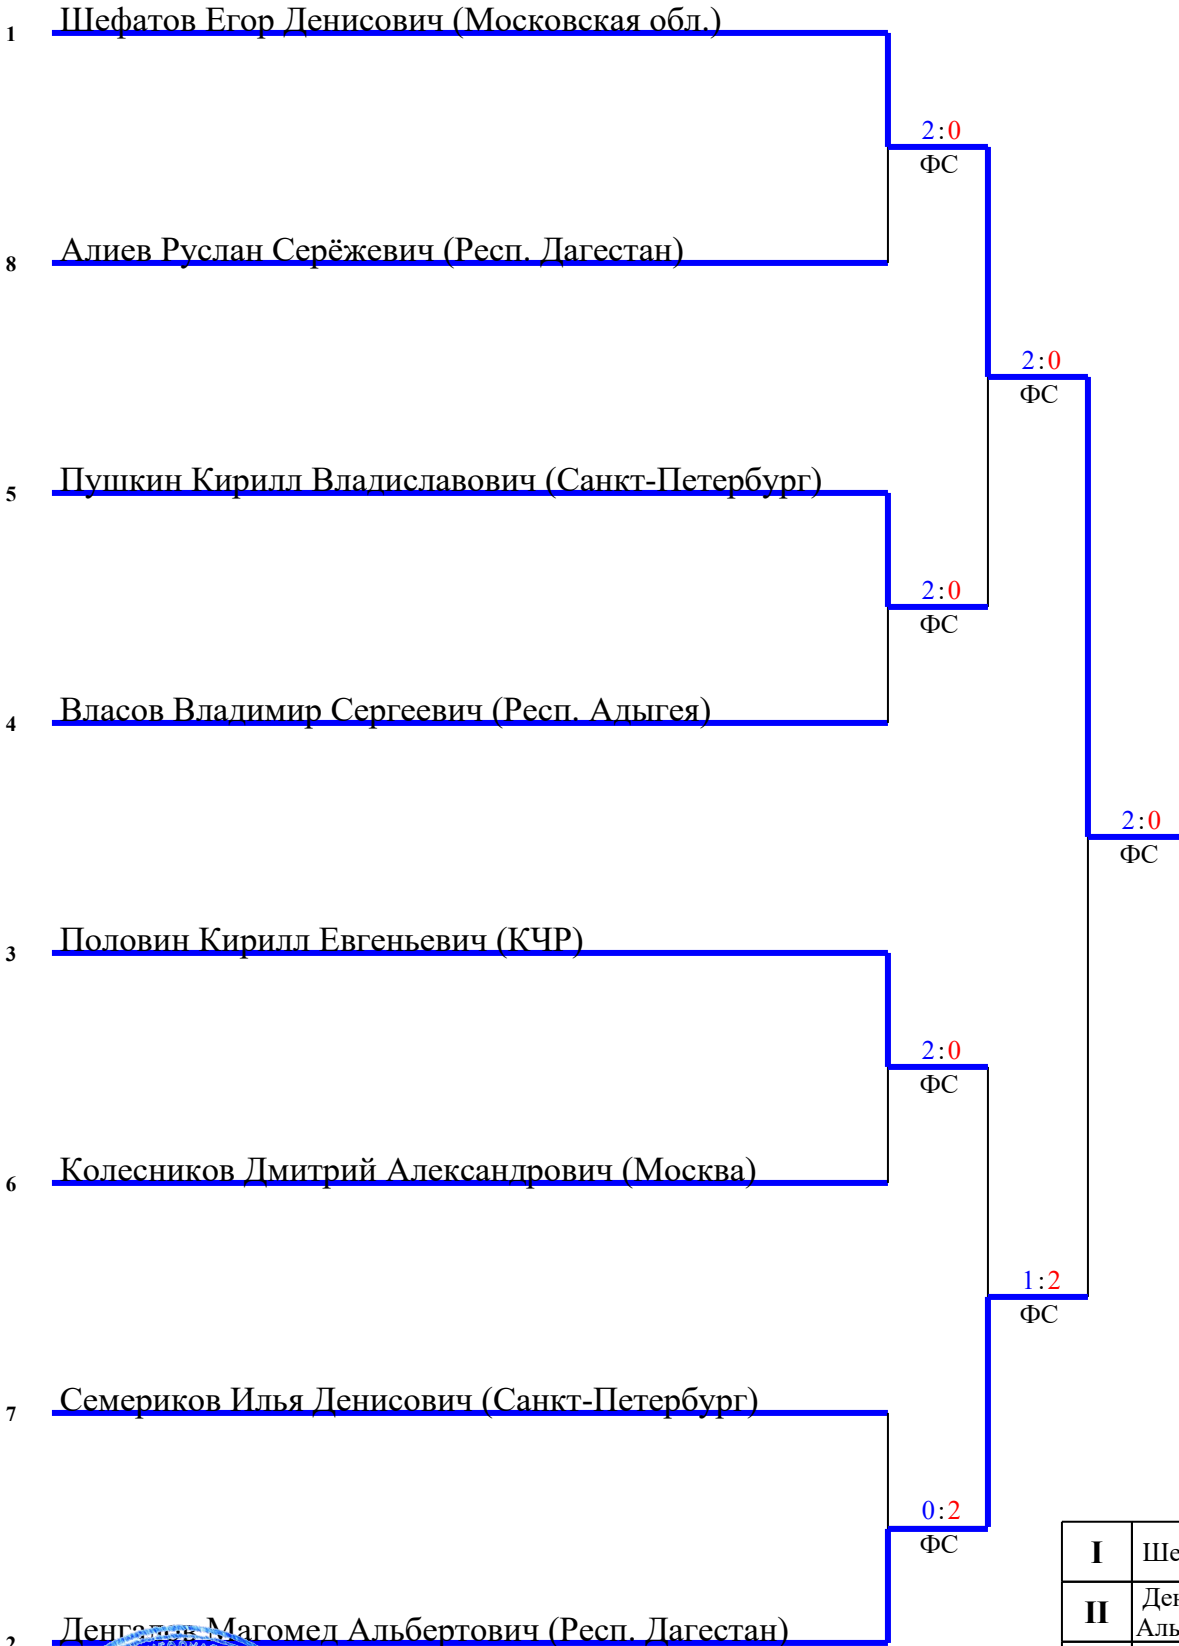 1 Шефатов Егор Денисович (Московская обл.)
2:0
ФС
8 Алиев Руслан Серёжевич (Респ. Дагестан)
2:0
ФС
5 Пушкин Кирилл Владиславович (Санкт-Петербург)
2:0
ФС
4 Власов Владимир Сергеевич (Респ. Адыгея)
2:0
ФС
3 Половин Кирилл Евгеньевич (КЧР)
2:0
ФС
6 Колесников Дмитрий Александрович (Москва)
1:2
ФС
7 Семериков Илья Денисович (Санкт-Петербург)
0:2
ФС
I Ше
II Ден
Аль
2 Магомед Альбертович (Респ. Дагестан)